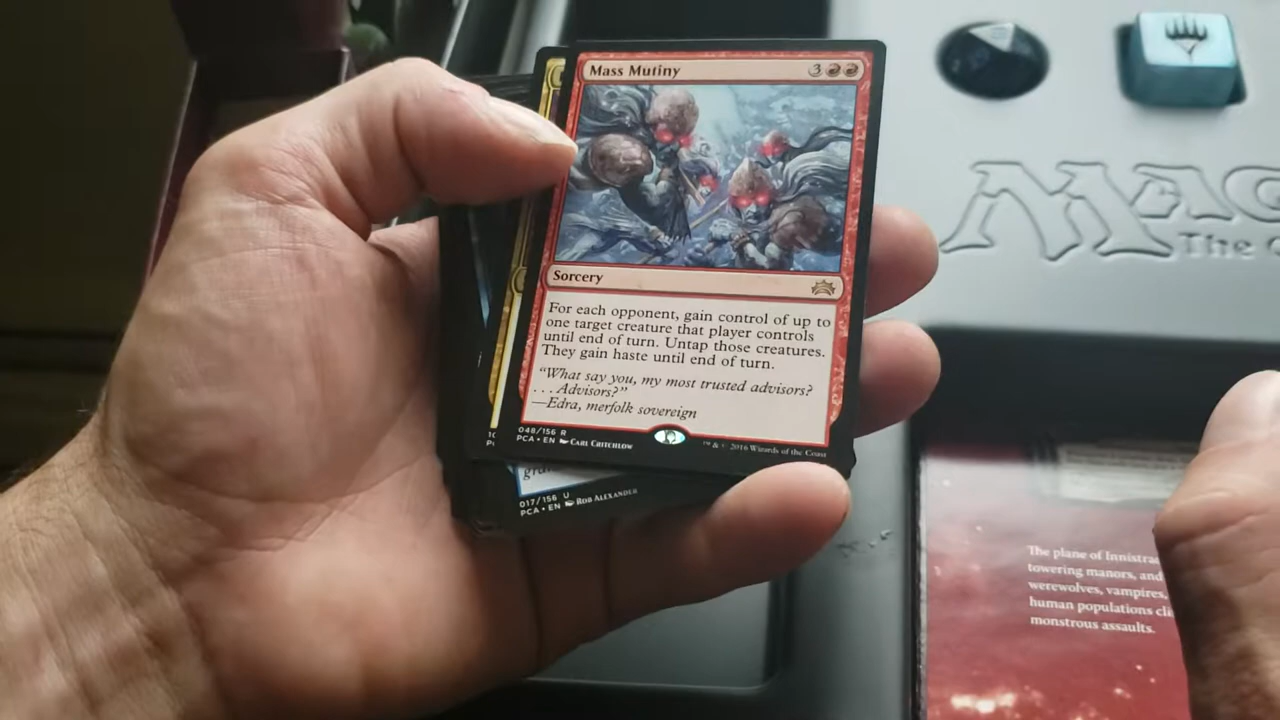 Mass Mutiny 3
Sorcery
For each opponent, gain control of up to
one target creature that player controls
until end of turn. Untap those creatures.
They gain haste until end of turn.
“What say you, my most trusted advisors?
. . . Advisors?”
—Edra, merfolk sovereign
048/156 R
PCA • EN Carl Critchlow
™ & © 2016 Wizards of the Coast
017/156 U
PCA • EN Rob Alexander
Magic
The
The plane of
towering manors, and
werewolves, vampires,
human populations
monstrous assaults.